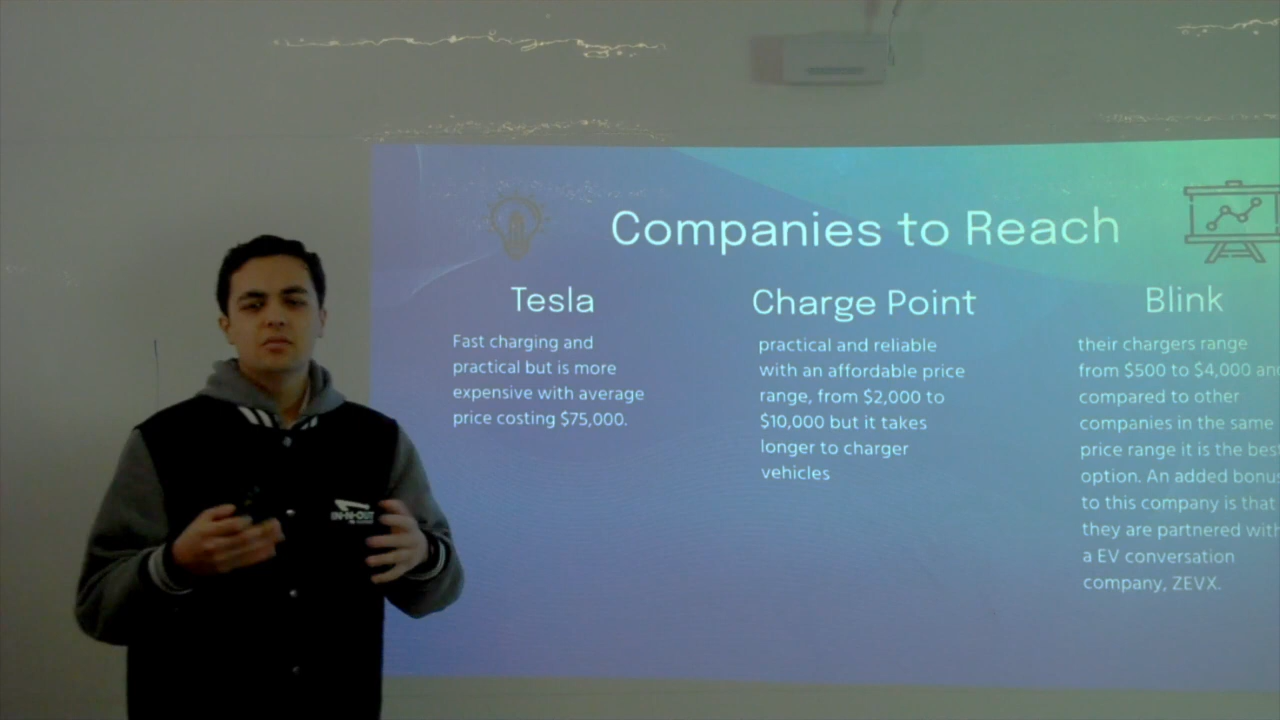 Companies to Reach
Tesla
Fast charging and
practical but is more
expensive with average
price costing $75,000.
Charge Point
practical and reliable
with an affordable price
range, from $2,000 to
$10,000 but it takes
longer to charger
vehicles
Blink
their chargers range
from $500 to $4,000 and
compared to other
companies in the same
price range it is the best
option. An added bonus
to this company is that
they are partnered with
a EV conversation
company, ZEVX.
IN-N-OUT